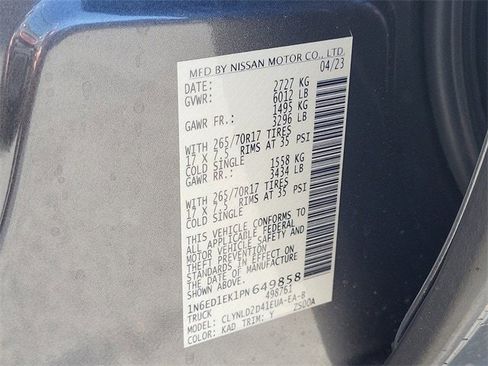 MFD BY NISSAN MOTOR CO., LTD.
DATE: 04/23
GVWR: 2727 KG
6012 LB
GAWR FR.: 1495 KG
3296 LB
WITH 265/70R17 TIRES
17 X 7.5 RIMS AT 35 PSI
COLD SINGLE
GAWR RR.: 1558 KG
3434 LB
WITH 265/70R17 TIRES
17 X 7.5 RIMS AT 35 PSI
COLD SINGLE
THIS VEHICLE CONFORMS TO
ALL APPLICABLE FEDERAL
MOTOR VEHICLE SAFETY AND
THEFT PREVENTION
STANDARDS IN EFFECT ON
THE DATE OF MANUFACTURE
SHOWN ABOVE.
1N6ED1EK1PN649858
TRUCK 498761
MODEL: CLYNLD2D41EUA-EA-B
COLOR: KAD TRIM: Y 2500A